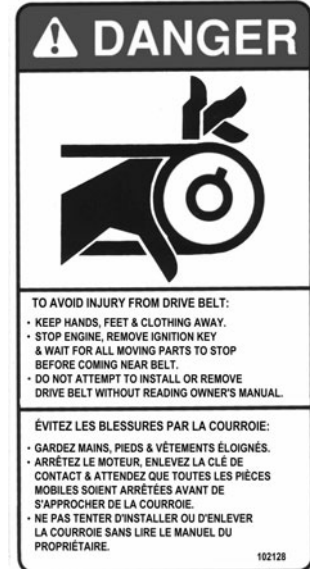 DANGER
TO AVOID INJURY FROM DRIVE BELT:
• KEEP HANDS, FEET & CLOTHING AWAY.
• STOP ENGINE, REMOVE IGNITION KEY
& WAIT FOR ALL MOVING PARTS TO STOP
BEFORE COMING NEAR BELT.
• DO NOT ATTEMPT TO INSTALL OR REMOVE
DRIVE BELT WITHOUT READING OWNER'S MANUAL.
ÉVITEZ LES BLESSURES PAR LA COURROIE:
• GARDEZ MAINS, PIEDS & VÊTEMENTS ÉLOIGNÉS.
• ARRÊTEZ LE MOTEUR, ENLEVEZ LA CLÉ DE
CONTACT & ATTENDEZ QUE TOUTES LES PIÈCES
MOBILES SOIENT ARRÊTÉES AVANT DE
S'APPROCHER DE LA COURROIE.
• NE PAS TENTER D'INSTALLER OU D'ENLEVER
LA COURROIE SANS LIRE LE MANUEL DU
PROPRIÉTAIRE.
102128